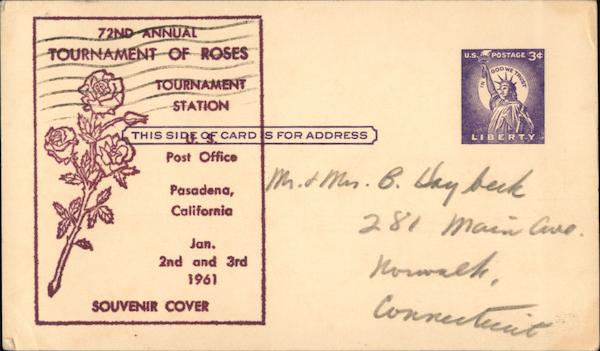 72ND ANNUAL
TOURNAMENT OF ROSES
TOURNAMENT
STATION
U. S.
Post Office
Pasadena,
California
Jan.
2nd and 3rd
1961
SOUVENIR COVER
THIS SIDE OF CARD IS FOR ADDRESS
U.S. POSTAGE 3¢
IN GOD WE TRUST
LIBERTY
Mr. & Mrs. B. Haybeck
281 Main Ave.
Norwalk,
Connecticut